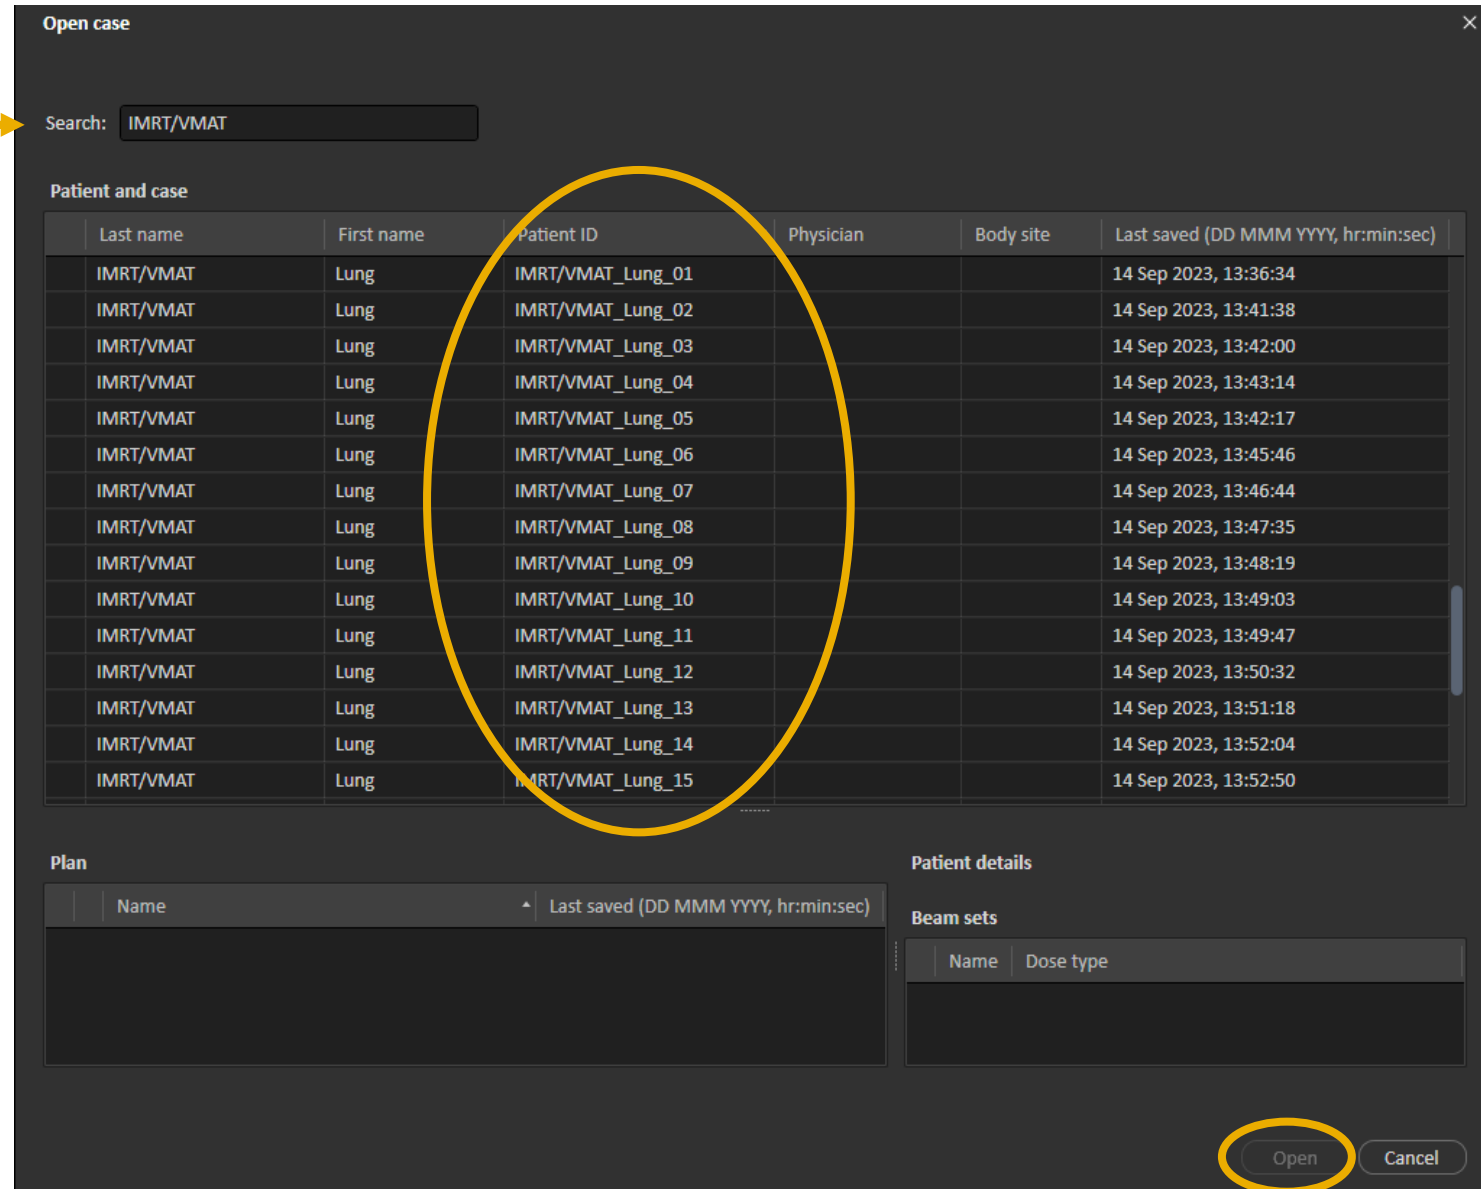 Open case
Search: IMRT/VMAT
Patient and case
Last name First name Patient ID Physician Body site Last saved (DD MMM YYYY, hr:min:sec)
IMRT/VMAT Lung IMRT/VMAT_Lung_01 14 Sep 2023, 13:36:34
IMRT/VMAT Lung IMRT/VMAT_Lung_02 14 Sep 2023, 13:41:38
IMRT/VMAT Lung IMRT/VMAT_Lung_03 14 Sep 2023, 13:42:00
IMRT/VMAT Lung IMRT/VMAT_Lung_04 14 Sep 2023, 13:43:14
IMRT/VMAT Lung IMRT/VMAT_Lung_05 14 Sep 2023, 13:42:17
IMRT/VMAT Lung IMRT/VMAT_Lung_06 14 Sep 2023, 13:45:46
IMRT/VMAT Lung IMRT/VMAT_Lung_07 14 Sep 2023, 13:46:44
IMRT/VMAT Lung IMRT/VMAT_Lung_08 14 Sep 2023, 13:47:35
IMRT/VMAT Lung IMRT/VMAT_Lung_09 14 Sep 2023, 13:48:19
IMRT/VMAT Lung IMRT/VMAT_Lung_10 14 Sep 2023, 13:49:03
IMRT/VMAT Lung IMRT/VMAT_Lung_11 14 Sep 2023, 13:49:47
IMRT/VMAT Lung IMRT/VMAT_Lung_12 14 Sep 2023, 13:50:32
IMRT/VMAT Lung IMRT/VMAT_Lung_13 14 Sep 2023, 13:51:18
IMRT/VMAT Lung IMRT/VMAT_Lung_14 14 Sep 2023, 13:52:04
IMRT/VMAT Lung IMRT/VMAT_Lung_15 14 Sep 2023, 13:52:50
Plan
Name Last saved (DD MMM YYYY, hr:min:sec)
Patient details
Beam sets
Name Dose type
Open Cancel